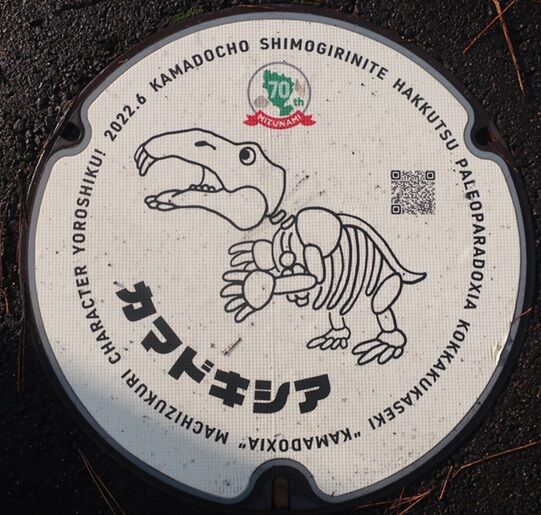 2022.6 KAMADOCHO SHIMOGIRINITE HAKKUTSU PALEOPARADOXIA KOKKAKUKASEKI "KAMADOXIA" MACHIZUKURI CHARACTER YOROSHIKU!
70th
MIZUNAMI
カマドキシア